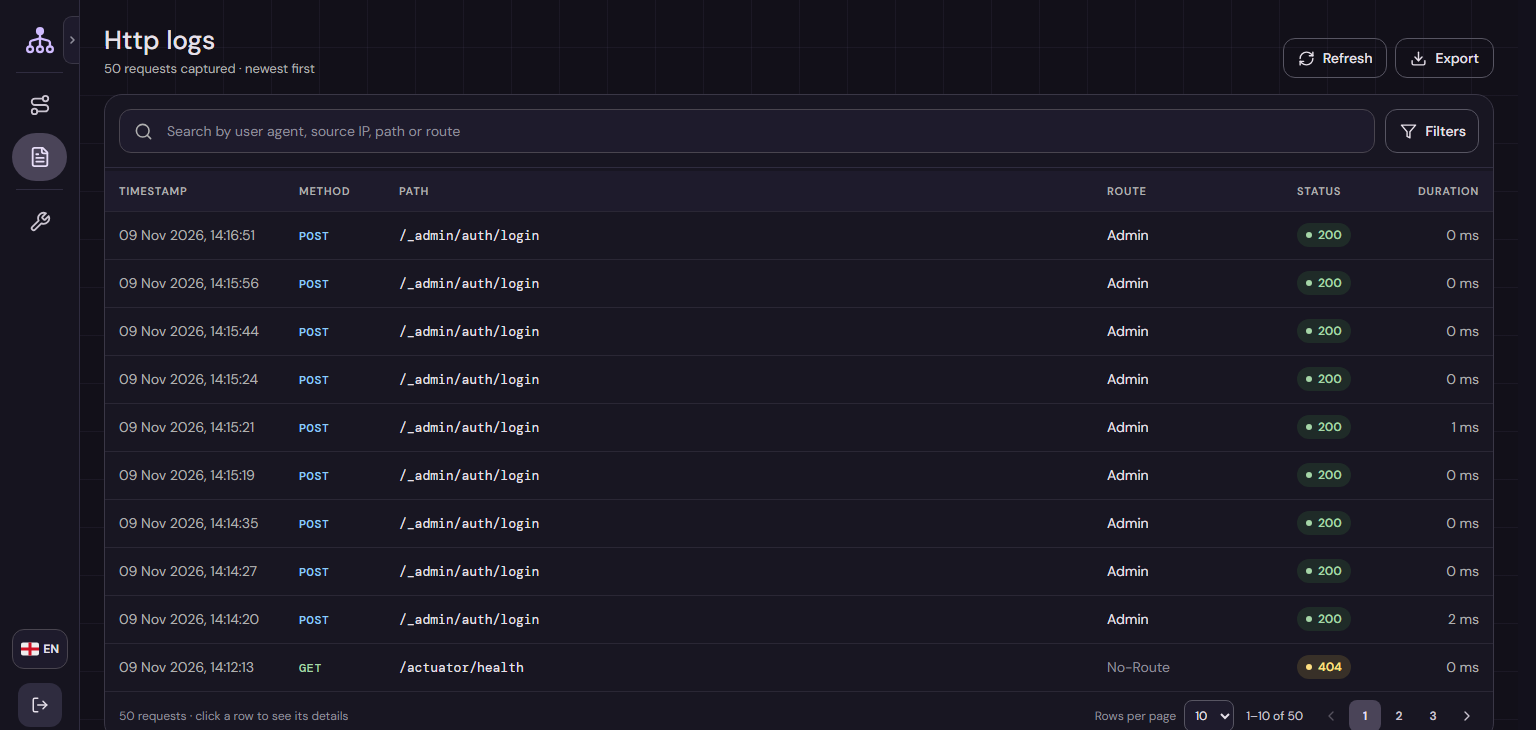 Http logs
50 requests captured · newest first
Refresh
Export
Search by user agent, source IP, path or route
Filters
TIMESTAMP METHOD PATH ROUTE STATUS DURATION
09 Nov 2026, 14:16:51 POST /_admin/auth/login Admin 200 0 ms
09 Nov 2026, 14:15:56 POST /_admin/auth/login Admin 200 0 ms
09 Nov 2026, 14:15:44 POST /_admin/auth/login Admin 200 0 ms
09 Nov 2026, 14:15:24 POST /_admin/auth/login Admin 200 0 ms
09 Nov 2026, 14:15:21 POST /_admin/auth/login Admin 200 1 ms
09 Nov 2026, 14:15:19 POST /_admin/auth/login Admin 200 0 ms
09 Nov 2026, 14:14:35 POST /_admin/auth/login Admin 200 0 ms
09 Nov 2026, 14:14:27 POST /_admin/auth/login Admin 200 0 ms
09 Nov 2026, 14:14:20 POST /_admin/auth/login Admin 200 2 ms
09 Nov 2026, 14:12:13 GET /actuator/health No-Route 404 0 ms
EN
50 requests · click a row to see its details
Rows per page 10 1–10 of 50 1 2 3